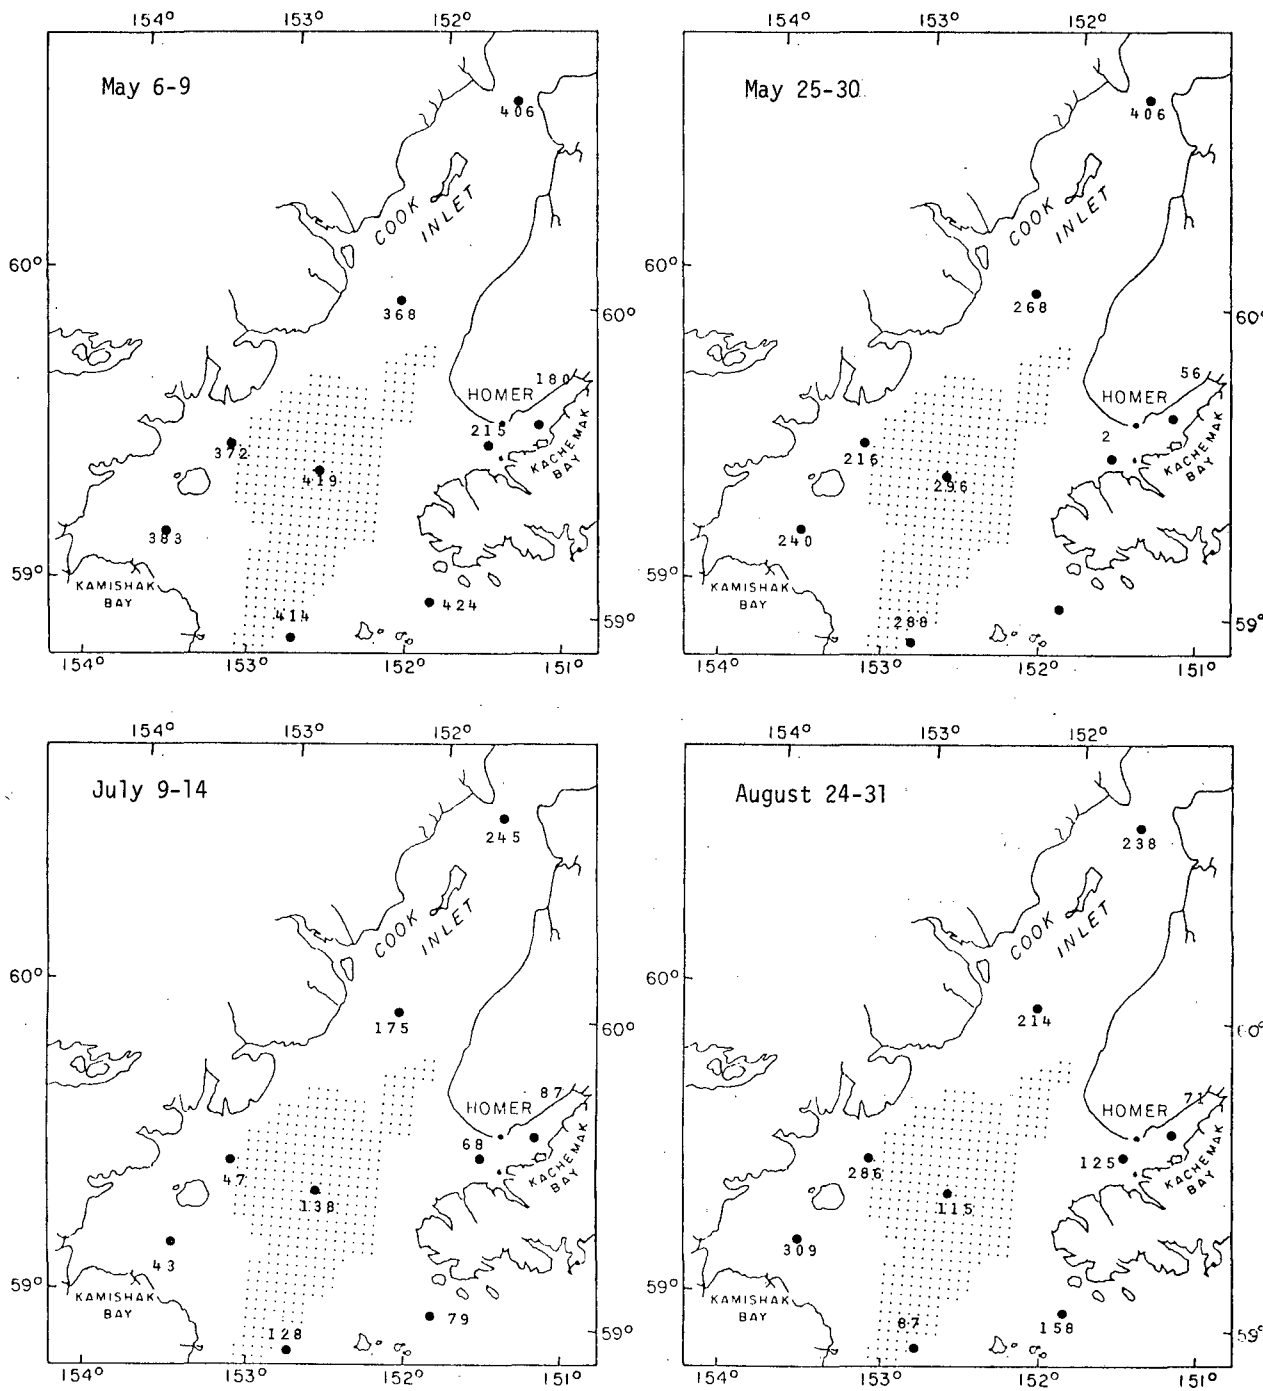 154° 153° 152°
May 6-9
406
COOK INLET
60°
368
60°
180
HOMER
215
KACHEMAK BAY
372
419
383
59°
KAMISHAK BAY
424
414
59°
154° 153° 152° 151°
154° 153° 152°
May 25-30
406
COOK INLET
60°
268
60°
56
HOMER
2
KACHEMAK BAY
216
296
240
59°
KAMISHAK BAY
288
59°
154° 153° 152° 151°
154° 153° 152°
July 9-14
245
COOK INLET
60°
175
60°
87
HOMER
68
KACHEMAK BAY
47
138
43
59°
KAMISHAK BAY
79
128
59°
154° 153° 152° 151°
154° 153° 152°
August 24-31
238
COOK INLET
60°
214
60°
71
HOMER
125
KACHEMAK BAY
286
115
309
59°
KAMISHAK BAY
158
87
59°
154° 153° 152° 151°